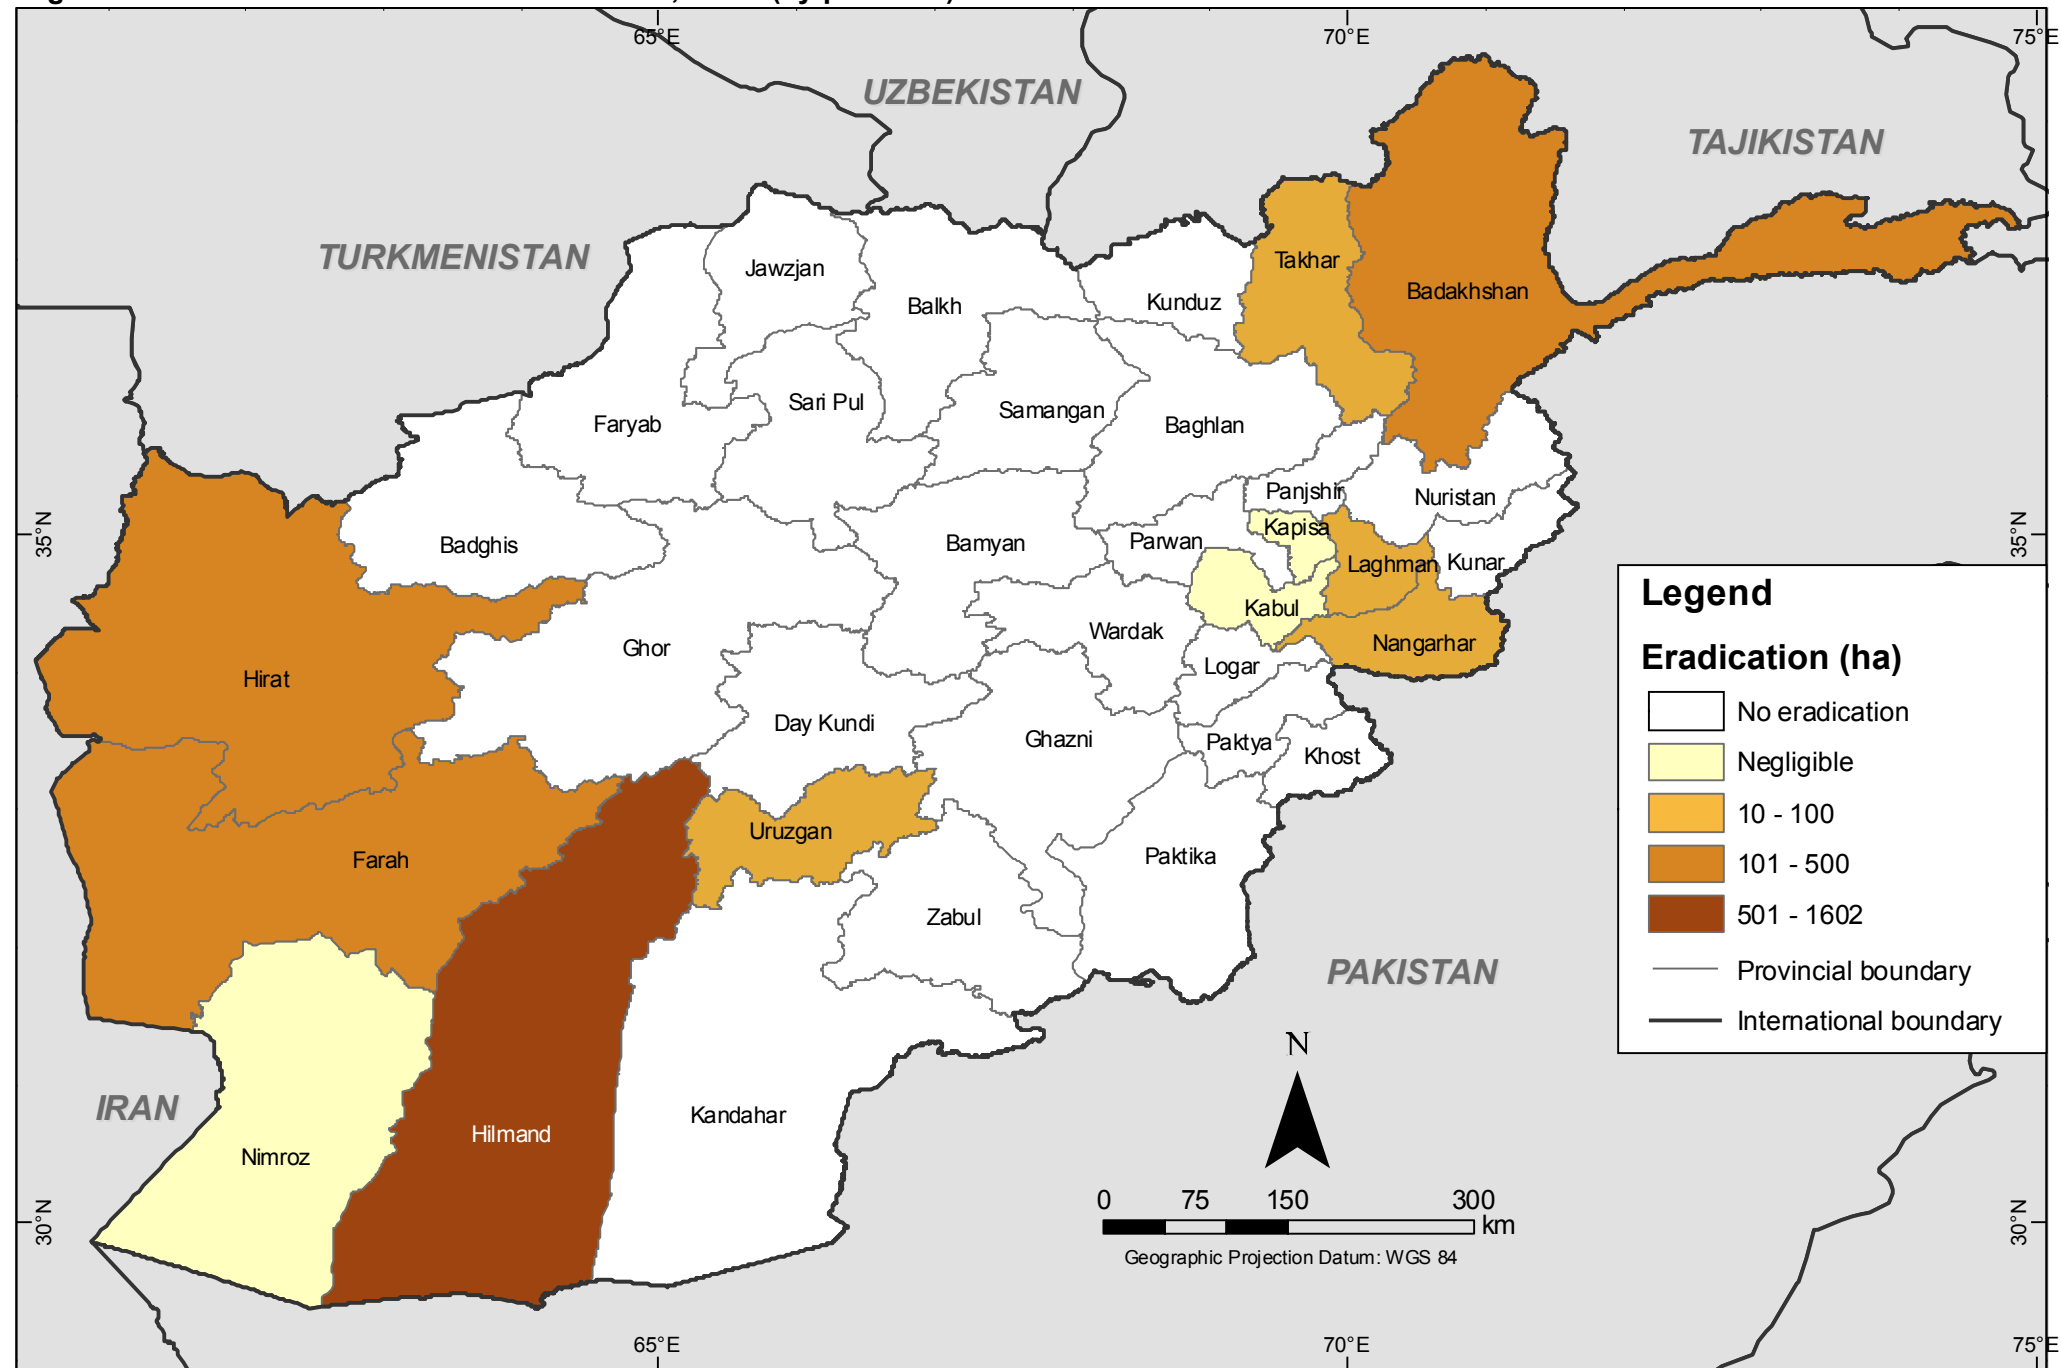 65°E
70°E
75°E
UZBEKISTAN
TAJIKISTAN
TURKMENISTAN
Jawzjan
Balkh
Kunduz
Takhar
Badakhshan
Faryab
Sari Pul
Samangan
Baghlan
Panjshir
Nuristan
35°N
Badghis
Bamyan
Parwan
Kapisa
Laghman
Kunar
35°N
Kabul
Hirat
Ghor
Wardak
Logar
Nangarhar
Day Kundi
Ghazni
Paktya
Khost
Farah
Uruzgan
Paktika
Zabul
PAKISTAN
IRAN
Nimroz
Hilmand
Kandahar
Legend
Eradication (ha)
No eradication
Negligible
10 - 100
101 - 500
501 - 1602
Provincial boundary
International boundary
N
0 75 150 300
km
Geographic Projection Datum: WGS 84
30°N
30°N
65°E
70°E
75°E